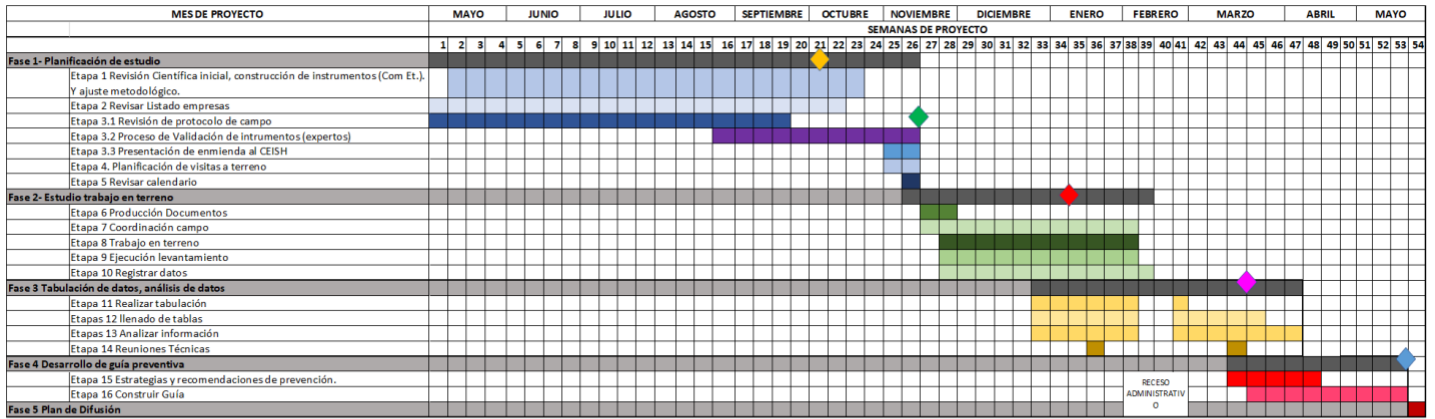 MES DE PROYECTO MAYO JUNIO JULIO AGOSTO SEPTIEMBRE OCTUBRE NOVIEMBRE DICIEMBRE ENERO FEBRERO MARZO ABRIL MAYO
SEMANAS DE PROYECTO
1 2 3 4 5 6 7 8 9 10 11 12 13 14 15 16 17 18 19 20 21 22 23 24 25 26 27 28 29 30 31 32 33 34 35 36 37 38 39 40 41 42 43 44 45 46 47 48 49 50 51 52 53 54
Fase 1- Planificación de estudio
Etapa 1 Revisión Científica inicial, construcción de instrumentos (Com Et.).
Y ajuste metodológico.
Etapa 2 Revisar Listado empresas
Etapa 3.1 Revisión de protocolo de campo
Etapa 3.2 Proceso de Validación de intrumentos (expertos)
Etapa 3.3 Presentación de enmienda al CEISH
Etapa 4. Planificación de visitas a terreno
Etapa 5 Revisar calendario
Fase 2- Estudio trabajo en terreno
Etapa 6 Producción Documentos
Etapa 7 Coordinación campo
Etapa 8 Trabajo en terreno
Etapa 9 Ejecución levantamiento
Etapa 10 Registrar datos
Fase 3 Tabulación de datos, análisis de datos
Etapa 11 Realizar tabulación
Etapas 12 llenado de tablas
Etapas 13 Analizar información
Etapa 14 Reuniones Técnicas
Fase 4 Desarrollo de guía preventiva
Etapa 15 Estrategias y recomendaciones de prevención.
Etapa 16 Construir Guía
RECESO
ADMINISTRATIV
O
Fase 5 Plan de Difusión